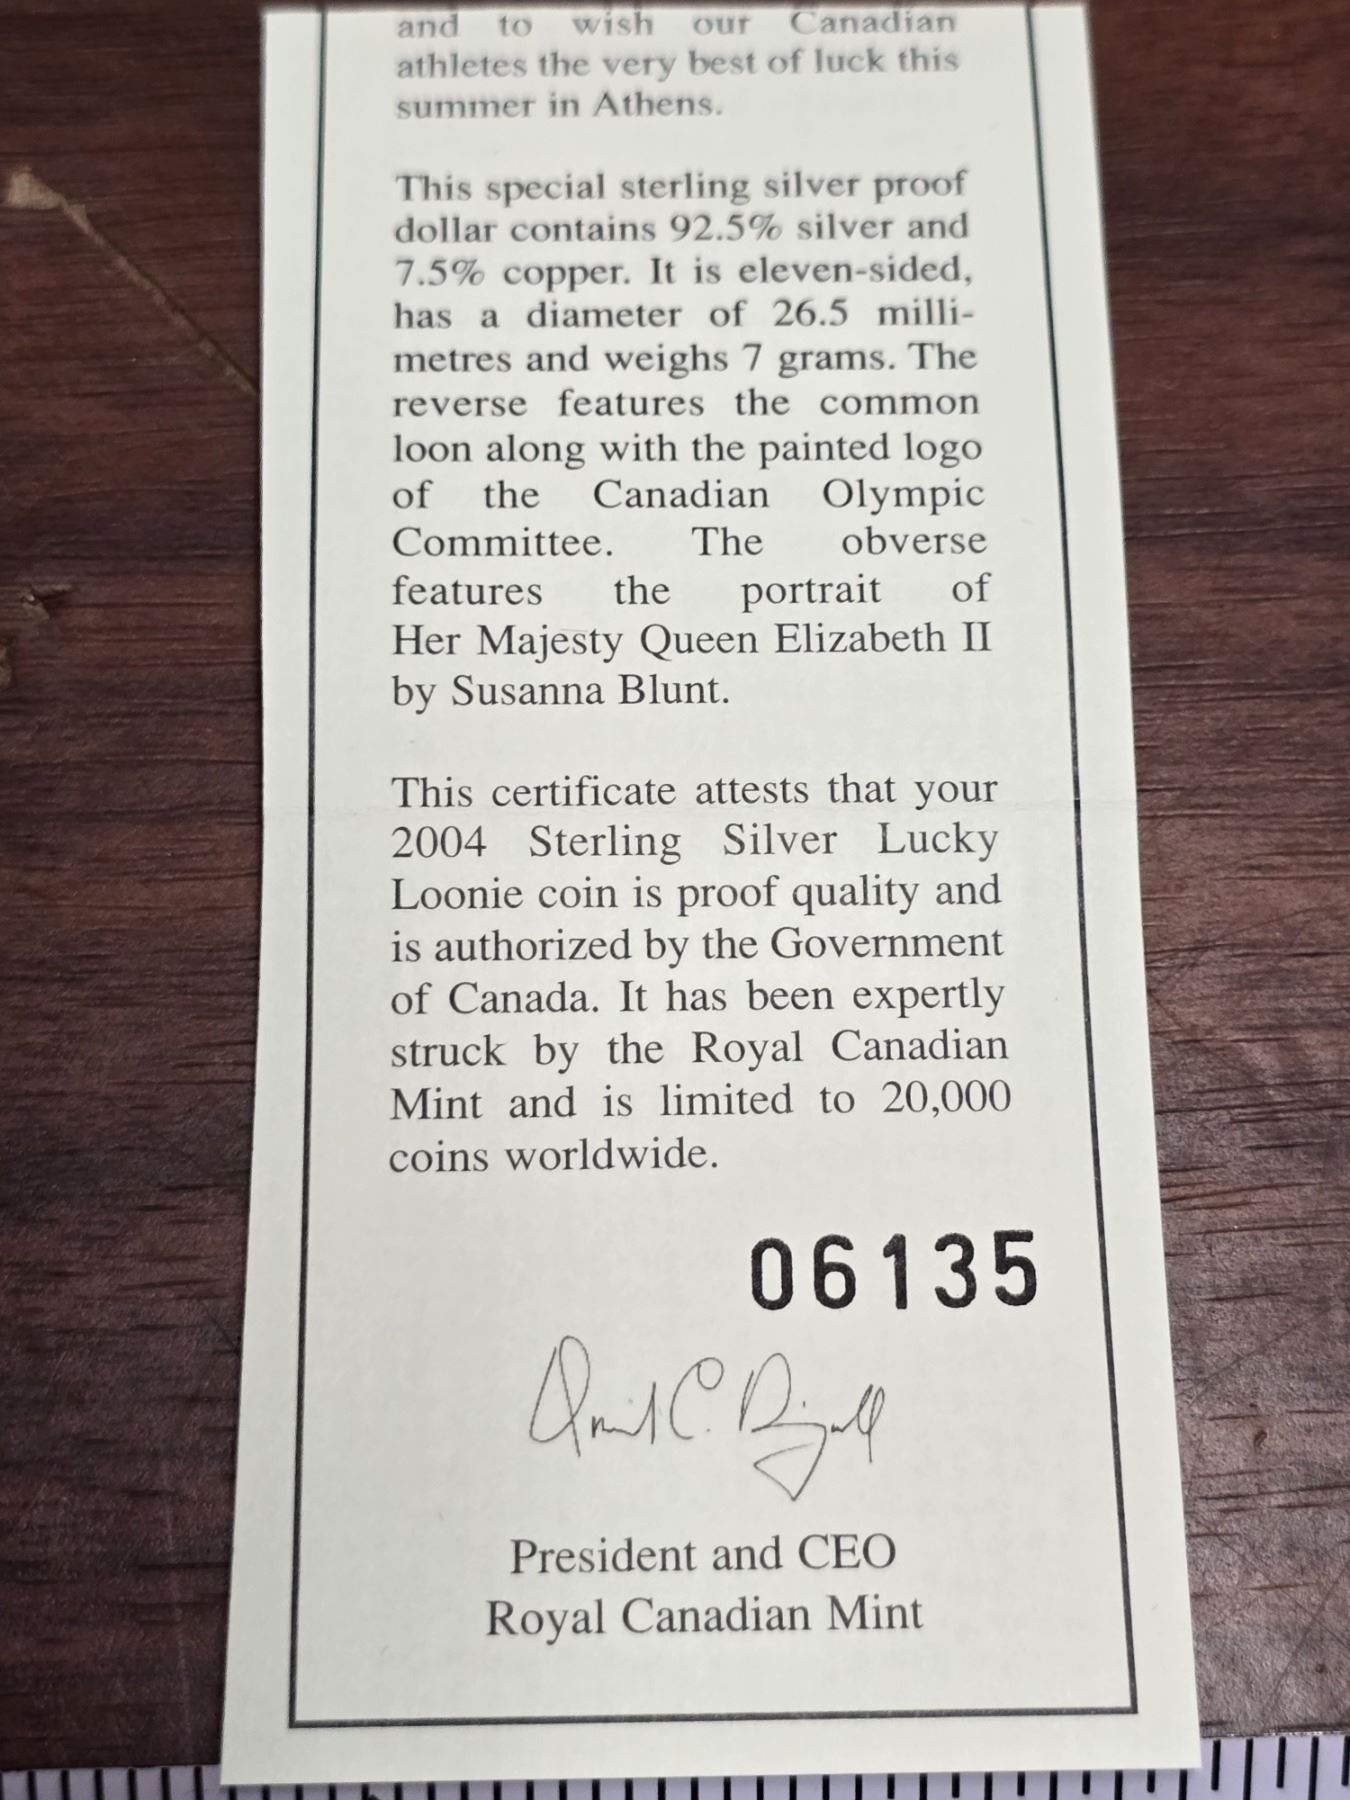 and to wish our Canadian
athletes the very best of luck this
summer in Athens.
This special sterling silver proof
dollar contains 92.5% silver and
7.5% copper. It is eleven-sided,
has a diameter of 26.5 milli-
metres and weighs 7 grams. The
reverse features the common
loon along with the painted logo
of the Canadian Olympic
Committee. The obverse
features the portrait of
Her Majesty Queen Elizabeth II
by Susanna Blunt.
This certificate attests that your
2004 Sterling Silver Lucky
Loonie coin is proof quality and
is authorized by the Government
of Canada. It has been expertly
struck by the Royal Canadian
Mint and is limited to 20,000
coins worldwide.
06135
President and CEO
Royal Canadian Mint